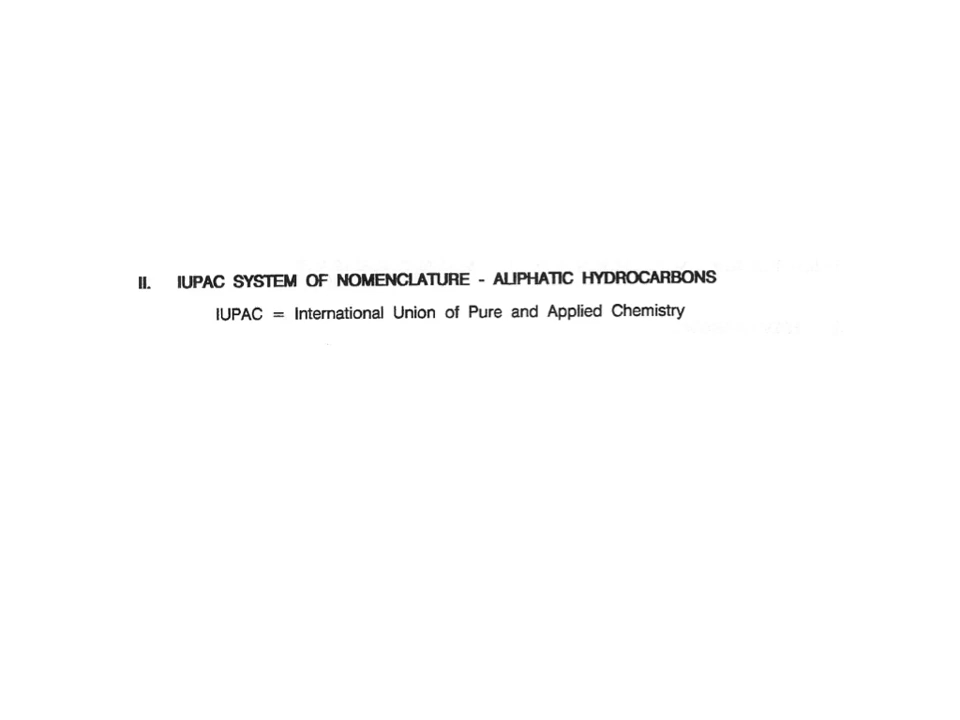 II. IUPAC SYSTEM OF NOMENCLATURE - ALIPHATIC HYDROCARBONS
IUPAC = International Union of Pure and Applied Chemistry